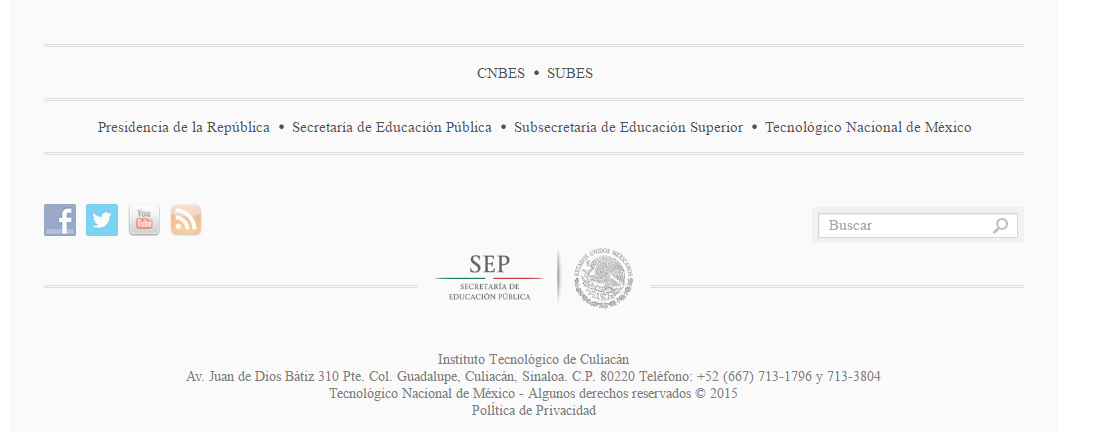 CNBES • SUBES
Presidencia de la República • Secretaría de Educación Pública • Subsecretaría de Educación Superior • Tecnológico Nacional de México
f
You
Tube
Buscar
SEP
SECRETARÍA DE
EDUCACIÓN PÚBLICA
ESTADOS UNIDOS MEXICANOS
Instituto Tecnológico de Culiacán
Av. Juan de Dios Bátiz 310 Pte. Col. Guadalupe, Culiacán, Sinaloa. C.P. 80220 Teléfono: +52 (667) 713-1796 y 713-3804
Tecnológico Nacional de México - Algunos derechos reservados © 2015
PolÍtica de Privacidad